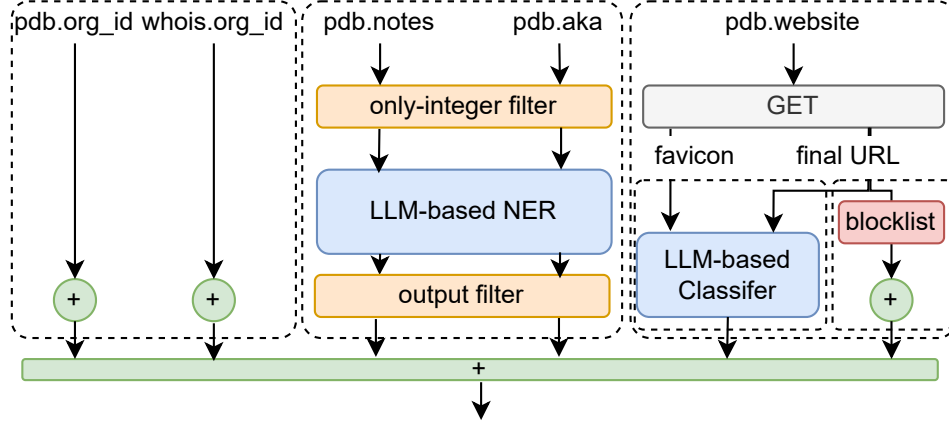 pdb.org_id whois.org_id
pdb.notes
pdb.aka
pdb.website
only-integer filter
GET
favicon
final URL
LLM-based NER
blocklist
LLM-based
Classifer
output filter
+
+
+
+